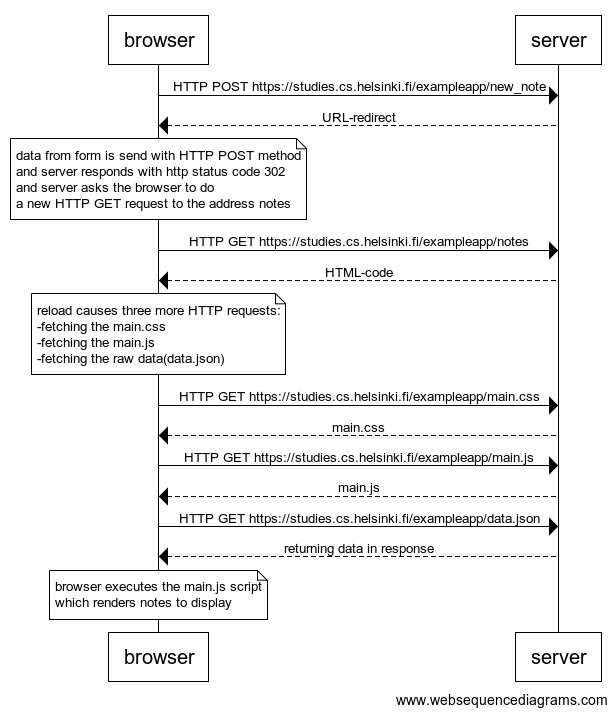 browser
server
HTTP POST https://studies.cs.helsinki.fi/exampleapp/new_note
URL-redirect
data from form is send with HTTP POST method
and server responds with http status code 302
and server asks the browser to do
a new HTTP GET request to the address notes
HTTP GET https://studies.cs.helsinki.fi/exampleapp/notes
HTML-code
reload causes three more HTTP requests:
-fetching the main.css
-fetching the main.js
-fetching the raw data(data.json)
HTTP GET https://studies.cs.helsinki.fi/exampleapp/main.css
main.css
HTTP GET https://studies.cs.helsinki.fi/exampleapp/main.js
main.js
HTTP GET https://studies.cs.helsinki.fi/exampleapp/data.json
returning data in response
browser executes the main.js script
which renders notes to display
browser
server
www.websequencediagrams.com